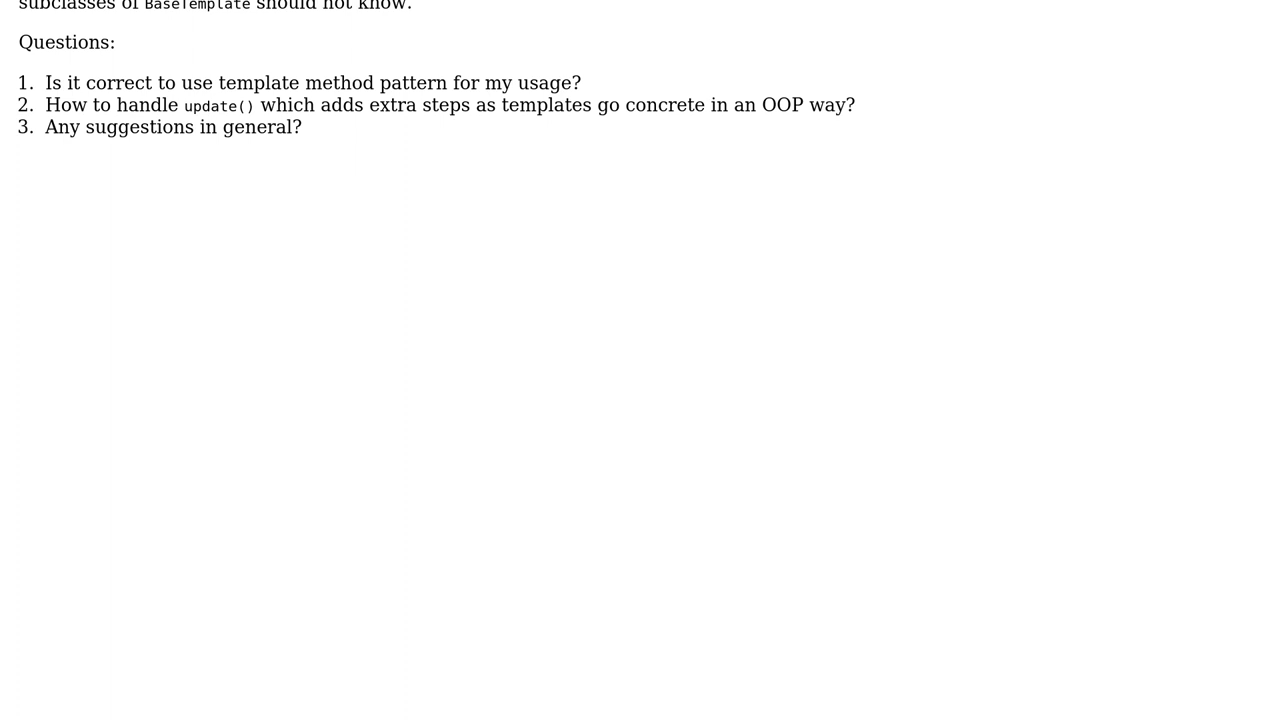 subclasses of BaseTemplate should not know.
Questions:
1. Is it correct to use template method pattern for my usage?
2. How to handle update() which adds extra steps as templates go concrete in an OOP way?
3. Any suggestions in general?